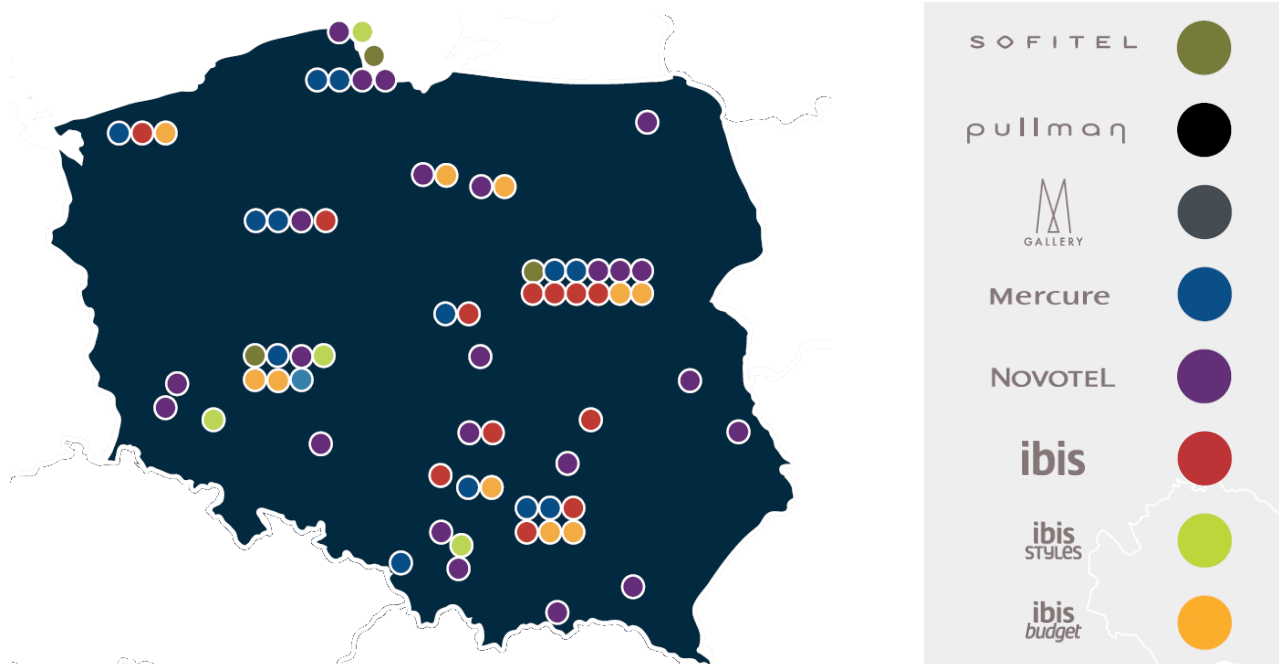 SOFITEL
pullman
M
GALLERY
Mercure
NOVOTEL
ibis
ibis
STYLES
ibis
budget